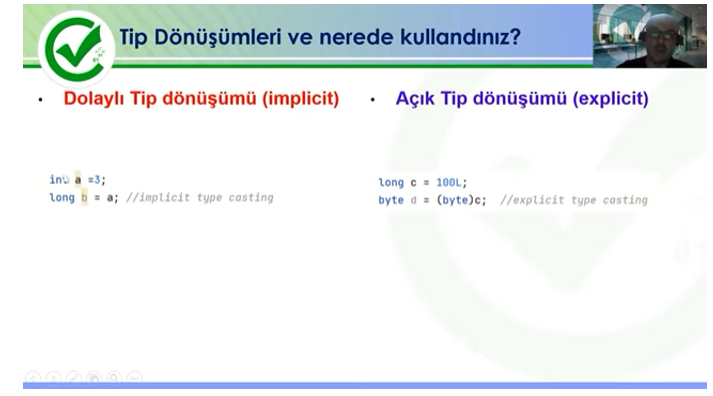 Tip Dönüşümleri ve nerede kullandınız?
• Dolaylı Tip dönüşümü (implicit)
int a =3;
long b = a; //implicit type casting
• Açık Tip dönüşümü (explicit)
long c = 100L;
byte d = (byte)c; //explicit type casting